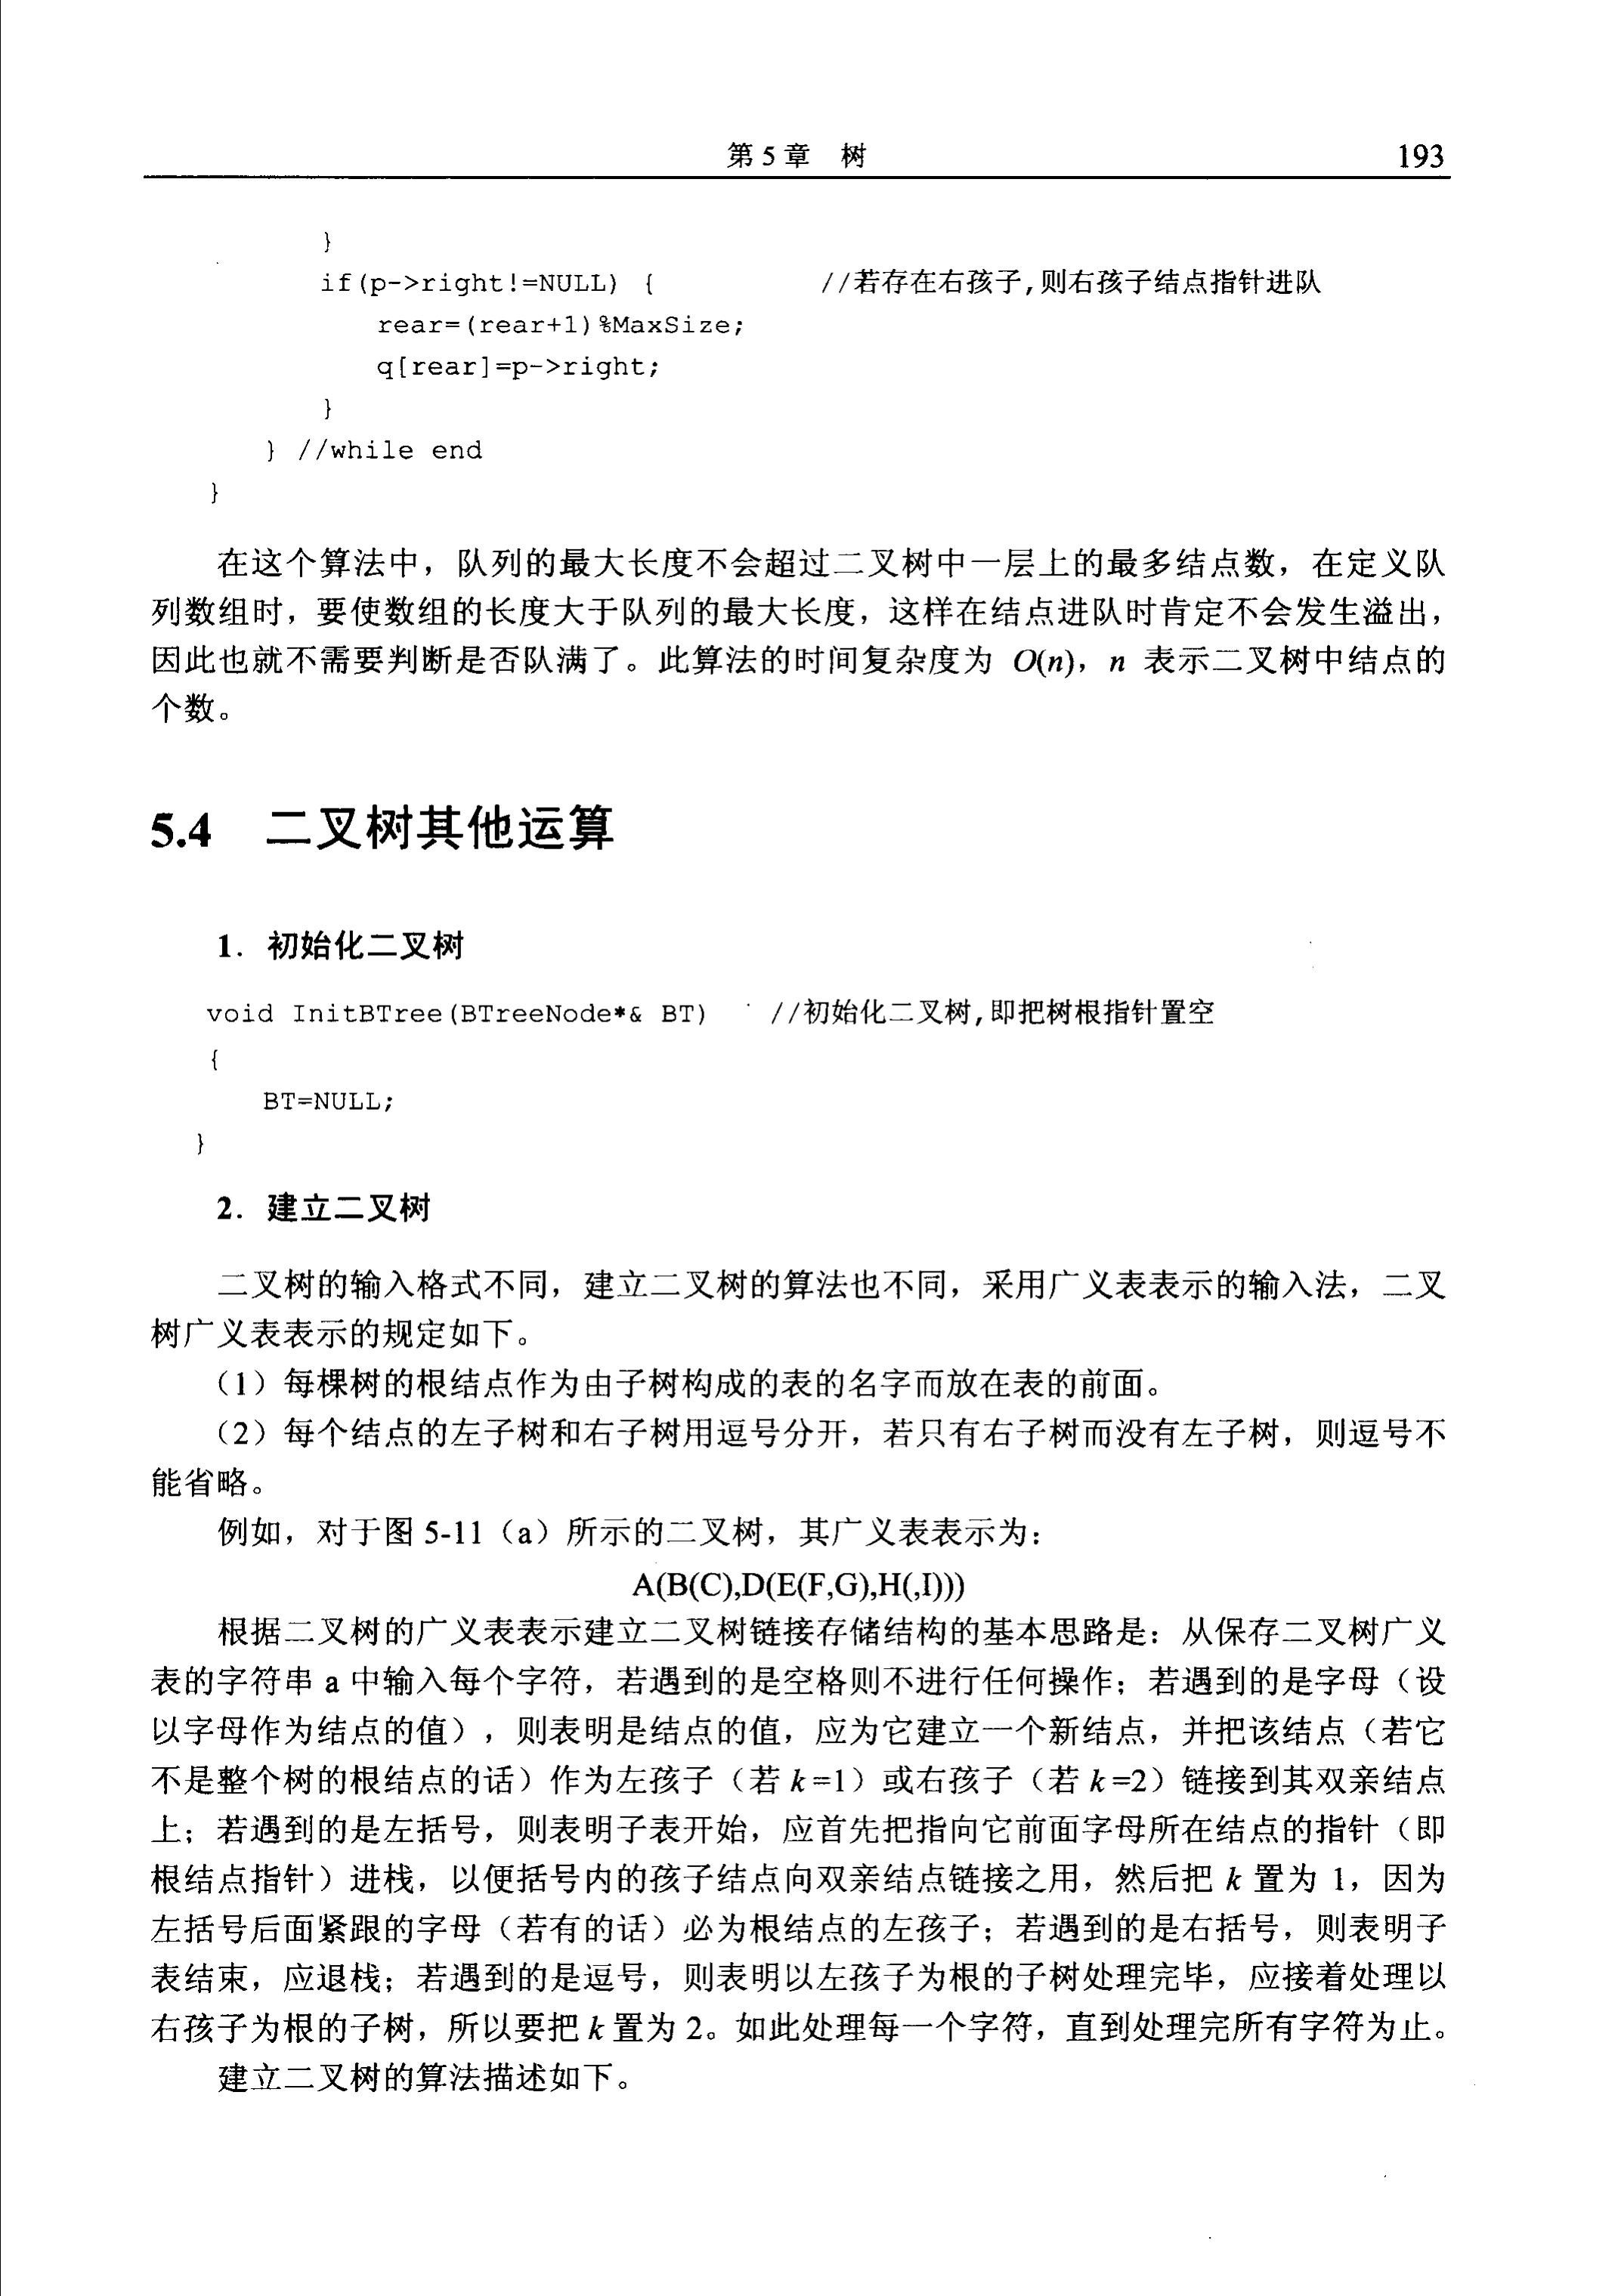 第 5 章 树 193
}
if(p->right!=NULL) { //若存在右孩子,则右孩子结点指针进队
rear=(rear+1)%MaxSize;
q[rear]=p->right;
}
} //while end
}
在这个算法中，队列的最大长度不会超过二叉树中一层上的最多结点数，在定义队
列数组时，要使数组的长度大于队列的最大长度，这样在结点进队时肯定不会发生溢出，
因此也就不需要判断是否队满了。此算法的时间复杂度为 O(n)，n 表示二叉树中结点的
个数。
5.4 二叉树其他运算
1．初始化二叉树
void InitBTree(BTreeNode*& BT) //初始化二叉树,即把树根指针置空
{
BT=NULL;
}
2．建立二叉树
二叉树的输入格式不同，建立二叉树的算法也不同，采用广义表表示的输入法，二叉
树广义表表示的规定如下。
（1）每棵树的根结点作为由子树构成的表的名字而放在表的前面。
（2）每个结点的左子树和右子树用逗号分开，若只有右子树而没有左子树，则逗号不
能省略。
例如，对于图 5-11（a）所示的二叉树，其广义表表示为：
A(B(C),D(E(F,G),H(,I)))
根据二叉树的广义表表示建立二叉树链接存储结构的基本思路是：从保存二叉树广义
表的字符串 a 中输入每个字符，若遇到的是空格则不进行任何操作；若遇到的是字母（设
以字母作为结点的值），则表明是结点的值，应为它建立一个新结点，并把该结点（若它
不是整个树的根结点的话）作为左孩子（若 k=1）或右孩子（若 k=2）链接到其双亲结点
上；若遇到的是左括号，则表明子表开始，应首先把指向它前面字母所在结点的指针（即
根结点指针）进栈，以便括号内的孩子结点向双亲结点链接之用，然后把 k 置为 1，因为
左括号后面紧跟的字母（若有的话）必为根结点的左孩子；若遇到的是右括号，则表明子
表结束，应退栈；若遇到的是逗号，则表明以左孩子为根的子树处理完毕，应接着处理以
右孩子为根的子树，所以要把 k 置为 2。如此处理每一个字符，直到处理完所有字符为止。
建立二叉树的算法描述如下。